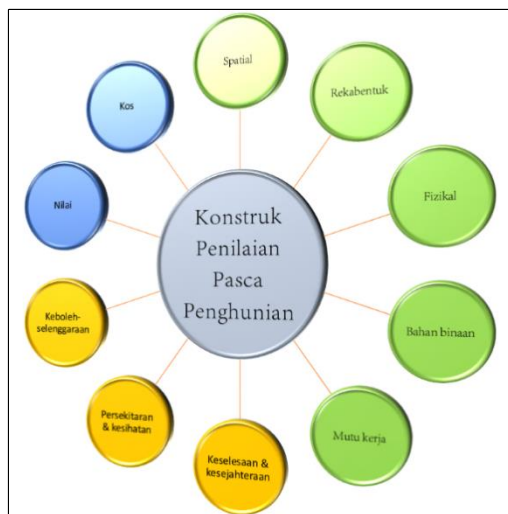 Konstruk
Penilaian
Pasca
Penghunian
Spatial
Rekabentuk
Fizikal
Bahan binaan
Mutu kerja
Keselesaan &
kesejahteraan
Persekitaran
& kesihatan
Keboleh-
selenggaraan
Nilai
Kos